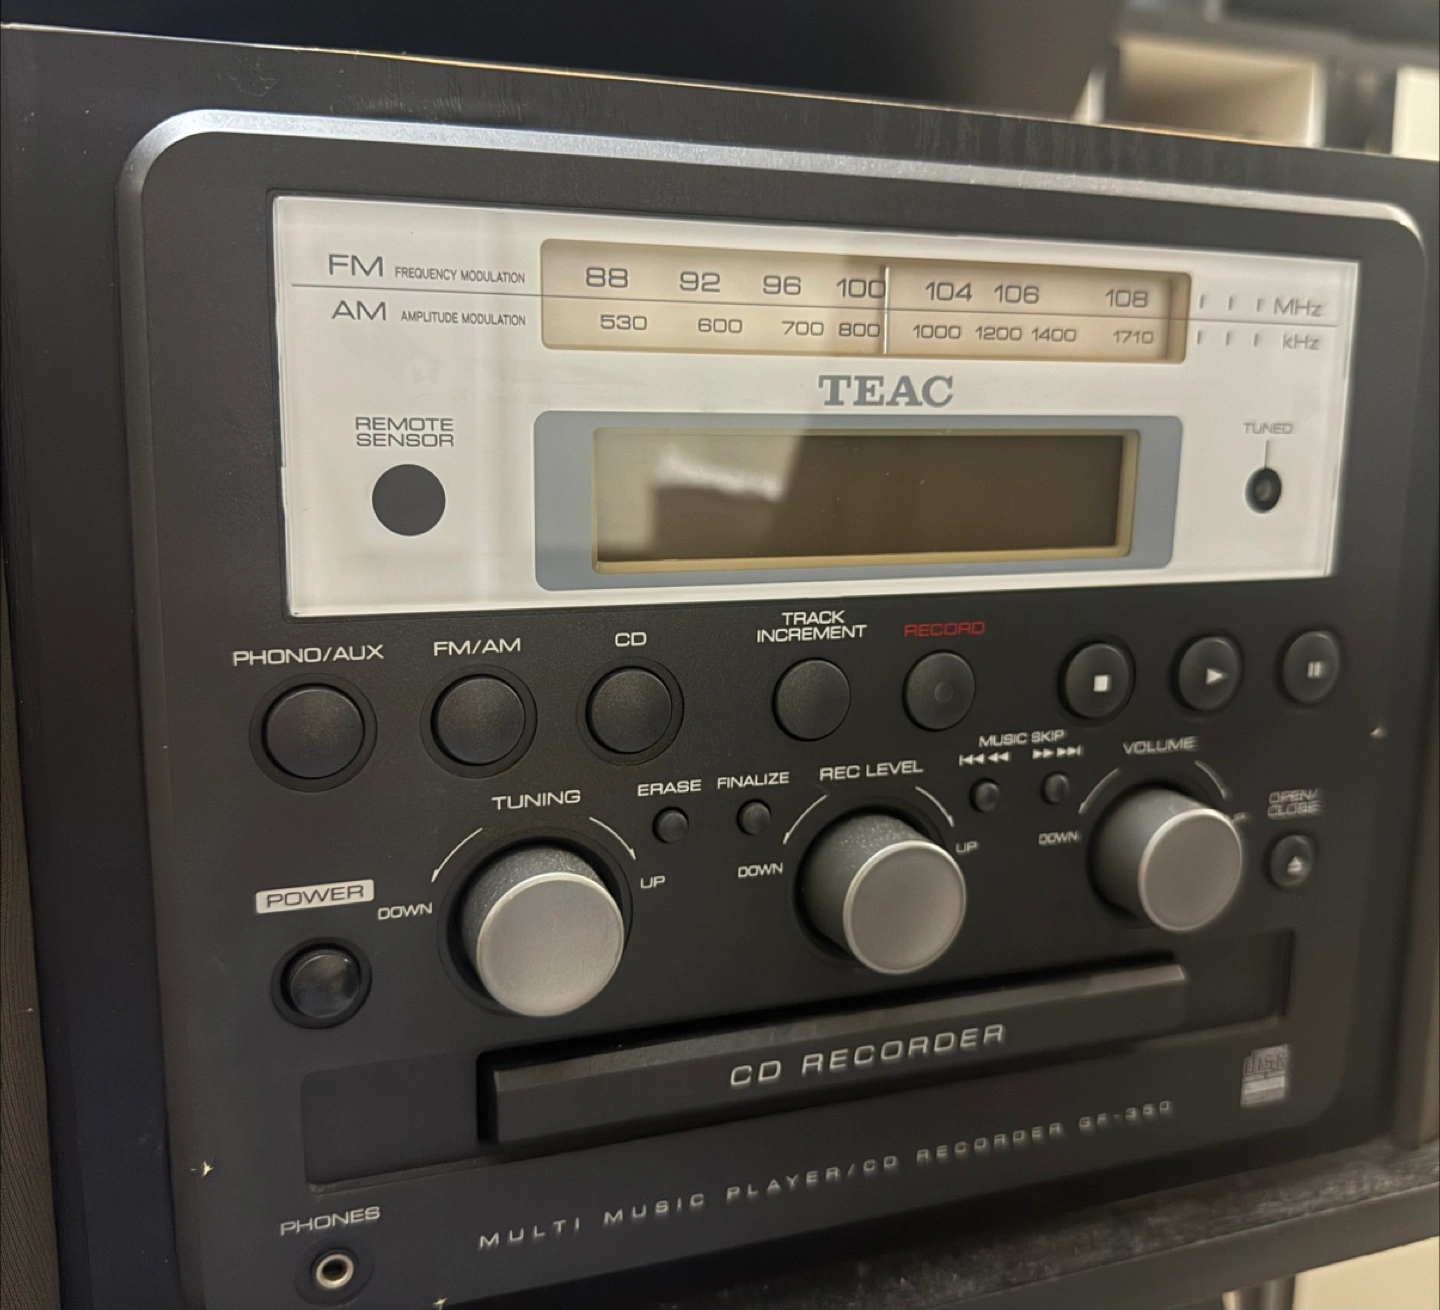 FM FREQUENCY MODULATION 88 92 96 100 104 106 108 MHz
AM AMPLITUDE MODULATION 530 600 700 800 1000 1200 1400 1710 kHz
TEAC
REMOTE
SENSOR
TUNED
PHONO/AUX
FM/AM
CD
TRACK
INCREMENT
RECORD
TUNING
DOWN
UP
ERASE
FINALIZE
REC LEVEL
DOWN
UP
MUSIC SKIP
VOLUME
DOWN
UP
OPEN/
CLOSE
POWER
CD RECORDER
disc
MULTI MUSIC PLAYER/CD RECORDER GF-350
PHONES